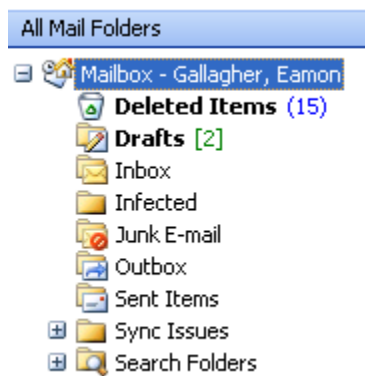 All Mail Folders
Mailbox - Gallagher, Eamon
Deleted Items (15)
Drafts [2]
Inbox
Infected
Junk E-mail
Outbox
Sent Items
Sync Issues
Search Folders